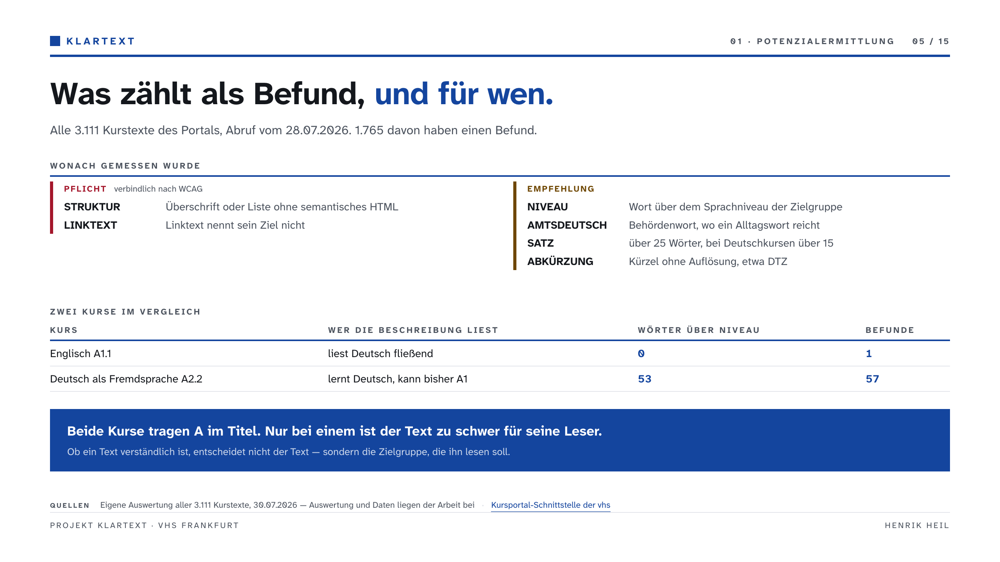 KLARTEXT
01 · POTENZIALERMITTLUNG 05 / 15
Was zählt als Befund, und für wen.
Alle 3.111 Kurstexte des Portals, Abruf vom 28.07.2026. 1.765 davon haben einen Befund.
WONACH GEMESSEN WURDE
PFLICHT verbindlich nach WCAG
STRUKTUR Überschrift oder Liste ohne semantisches HTML
LINKTEXT Linktext nennt sein Ziel nicht
EMPFEHLUNG
NIVEAU Wort über dem Sprachniveau der Zielgruppe
AMTSDEUTSCH Behördenwort, wo ein Alltagswort reicht
SATZ über 25 Wörter, bei Deutschkursen über 15
ABKÜRZUNG Kürzel ohne Auflösung, etwa DTZ
ZWEI KURSE IM VERGLEICH
KURS WER DIE BESCHREIBUNG LIEST WÖRTER ÜBER NIVEAU BEFUNDE
Englisch A1.1 liest Deutsch fließend 0 1
Deutsch als Fremdsprache A2.2 lernt Deutsch, kann bisher A1 53 57
Beide Kurse tragen A im Titel. Nur bei einem ist der Text zu schwer für seine Leser.
Ob ein Text verständlich ist, entscheidet nicht der Text — sondern die Zielgruppe, die ihn lesen soll.
QUELLEN Eigene Auswertung aller 3.111 Kurstexte, 30.07.2026 — Auswertung und Daten liegen der Arbeit bei · Kursportal-Schnittstelle der vhs
PROJEKT KLARTEXT · VHS FRANKFURT HENRIK HEIL